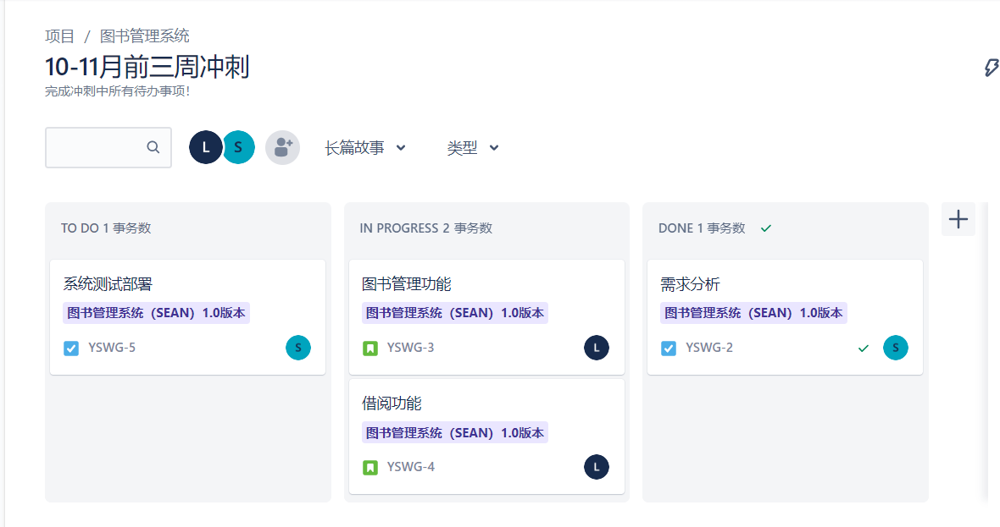 项目 / 图书管理系统
10-11月前三周冲刺
完成冲刺中所有待办事项！
L S 长篇故事 类型
TO DO 1 事务数
系统测试部署
图书管理系统（SEAN）1.0版本
YSWG-5 S
IN PROGRESS 2 事务数
图书管理功能
图书管理系统（SEAN）1.0版本
YSWG-3 L
借阅功能
图书管理系统（SEAN）1.0版本
YSWG-4 L
DONE 1 事务数
需求分析
图书管理系统（SEAN）1.0版本
YSWG-2 S